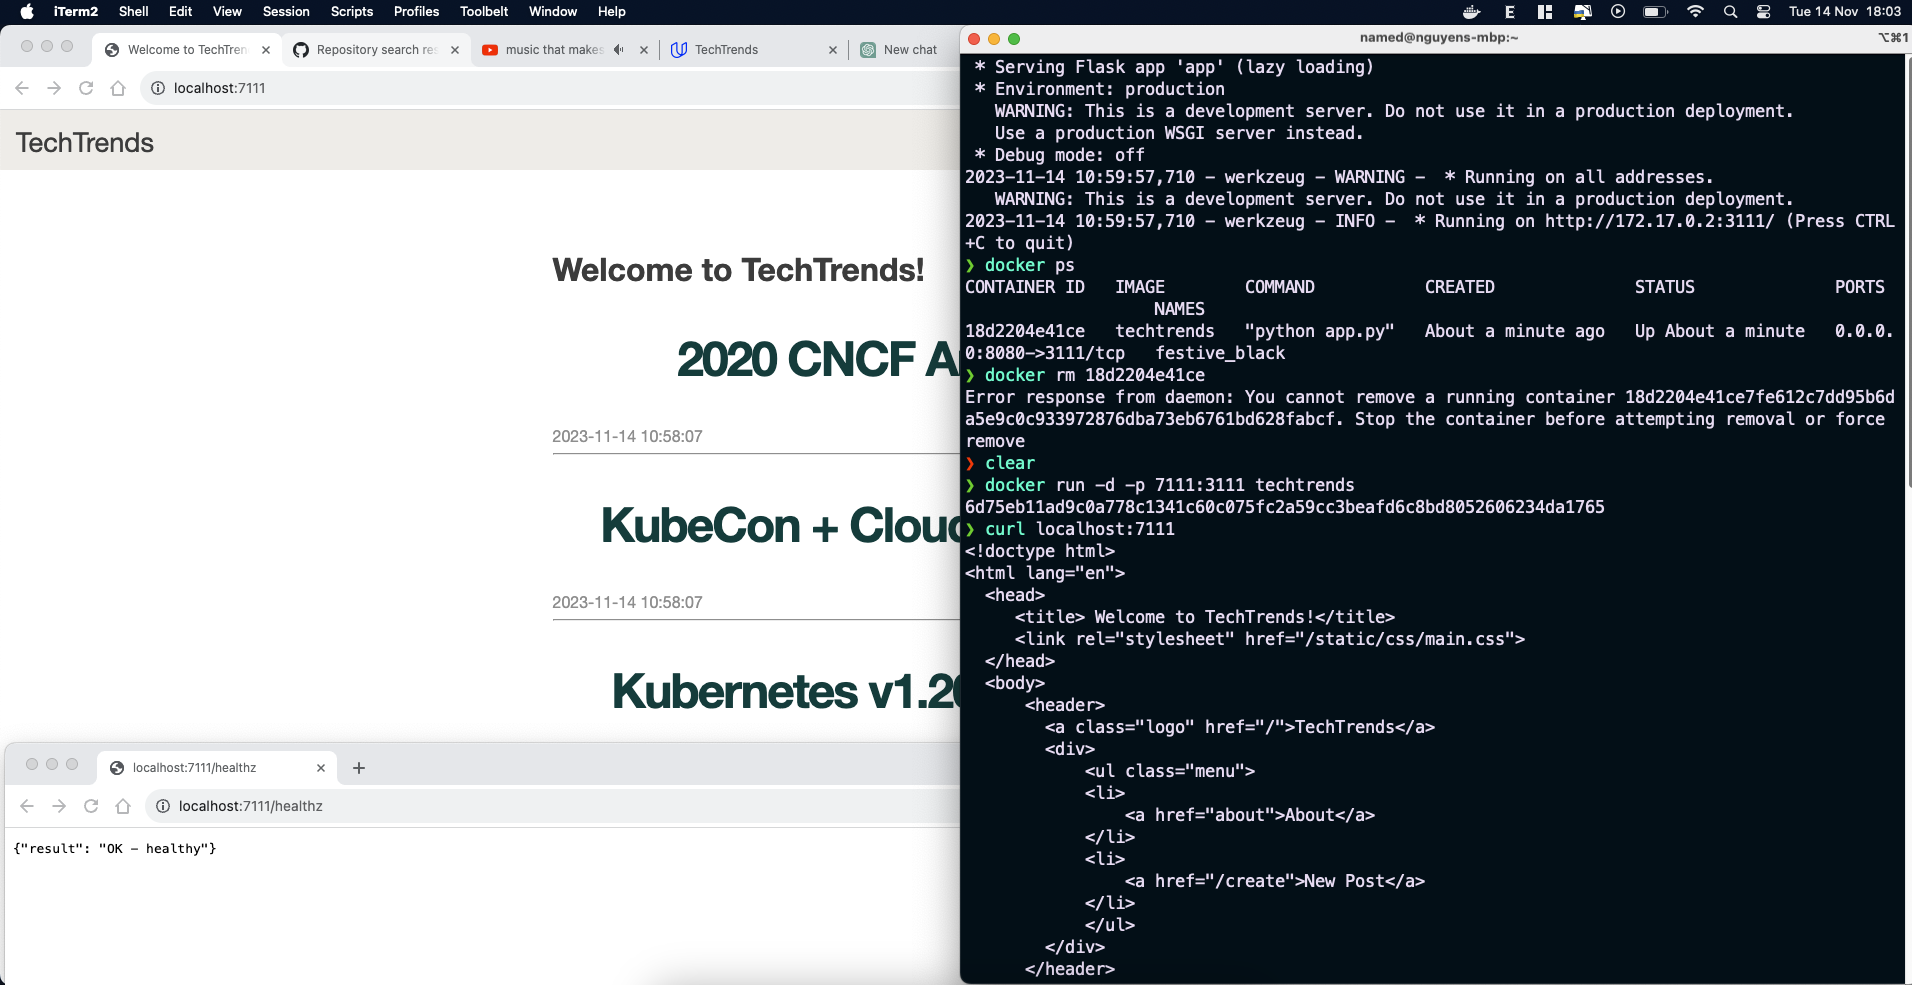 iTerm2 Shell Edit View Session Scripts Profiles Toolbelt Window Help
Tue 14 Nov 18:03
Welcome to TechTren
Repository search res
music that makes
TechTrends
New chat
localhost:7111
TechTrends
Welcome to TechTrends!
2020 CNCF A
2023-11-14 10:58:07
KubeCon + Cloud
2023-11-14 10:58:07
Kubernetes v1.20
localhost:7111/healthz
localhost:7111/healthz
{"result": "OK - healthy"}
named@nguyens-mbp:~
⌥⌘1
* Serving Flask app 'app' (lazy loading)
* Environment: production
WARNING: This is a development server. Do not use it in a production deployment.
Use a production WSGI server instead.
* Debug mode: off
2023-11-14 10:59:57,710 - werkzeug - WARNING -  * Running on all addresses.
WARNING: This is a development server. Do not use it in a production deployment.
2023-11-14 10:59:57,710 - werkzeug - INFO -  * Running on http://172.17.0.2:3111/ (Press CTRL
+C to quit)
❯ docker ps
CONTAINER ID   IMAGE        COMMAND           CREATED              STATUS              PORTS
NAMES
18d2204e41ce   techtrends   "python app.py"   About a minute ago   Up About a minute   0.0.0.
0:8080->3111/tcp   festive_black
❯ docker rm 18d2204e41ce
Error response from daemon: You cannot remove a running container 18d2204e41ce7fe612c7dd95b6d
a5e9c0c933972876dba73eb6761bd628fabcf. Stop the container before attempting removal or force
remove
❯ clear
❯ docker run -d -p 7111:3111 techtrends
6d75eb11ad9c0a778c1341c60c075fc2a59cc3beafd6c8bd8052606234da1765
❯ curl localhost:7111
<!doctype html>
<html lang="en">
<head>
<title> Welcome to TechTrends!</title>
<link rel="stylesheet" href="/static/css/main.css">
</head>
<body>
<header>
<a class="logo" href="/">TechTrends</a>
<div>
<ul class="menu">
<li>
<a href="about">About</a>
</li>
<li>
<a href="/create">New Post</a>
</li>
</ul>
</div>
</header>